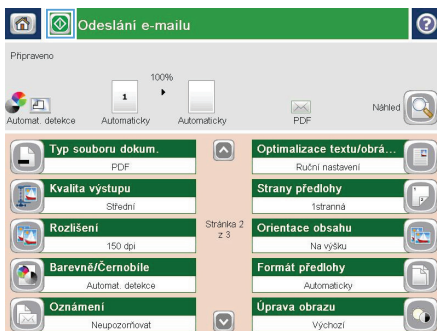 Odeslání e-mailu
Připraveno
100%
1
Automat. detekce
Automaticky
Automaticky
PDF
Náhled
Typ souboru dokum.
PDF
Optimalizace textu/obrá...
Ruční nastavení
Kvalita výstupu
Střední
Strany předlohy
1stranná
Rozlišení
150 dpi
Stránka 2
z 3
Orientace obsahu
Na výšku
Barevně/Černobíle
Automat. detekce
Formát předlohy
Automaticky
Oznámení
Neupozorňovat
Úprava obrazu
Výchozí